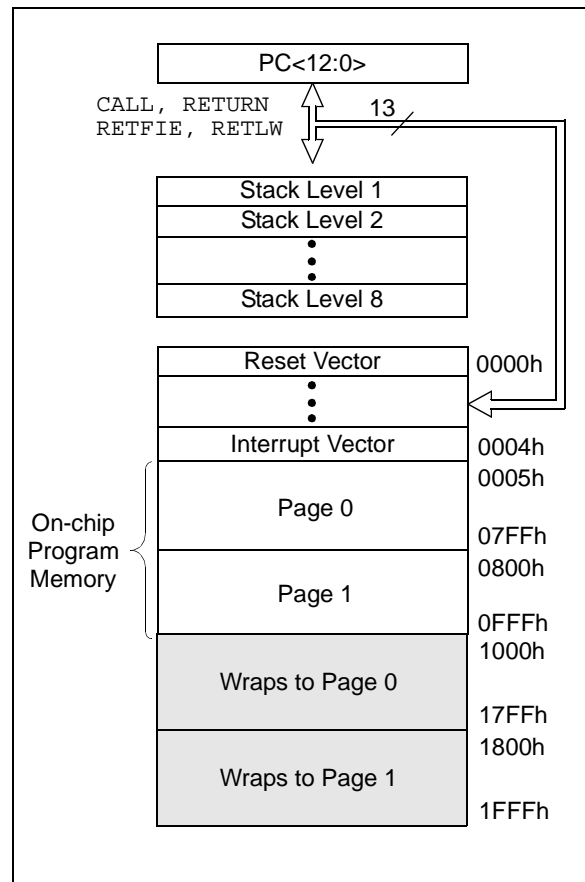 PC<12:0>
CALL, RETURN
RETFIE, RETLW
13
Stack Level 1
Stack Level 2
Stack Level 8
Reset Vector
0000h
Interrupt Vector
0004h
0005h
On-chip
Program
Memory
Page 0
07FFh
0800h
Page 1
0FFFh
1000h
Wraps to Page 0
17FFh
1800h
Wraps to Page 1
1FFFh